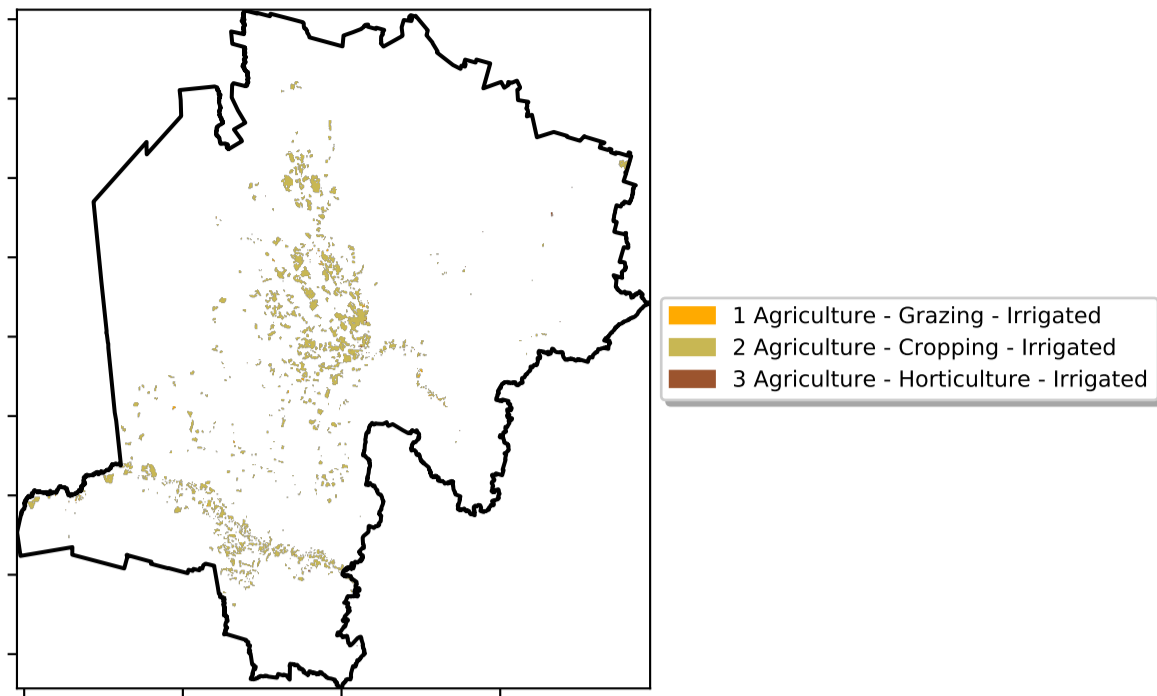 1 Agriculture - Grazing - Irrigated
2 Agriculture - Cropping - Irrigated
3 Agriculture - Horticulture - Irrigated